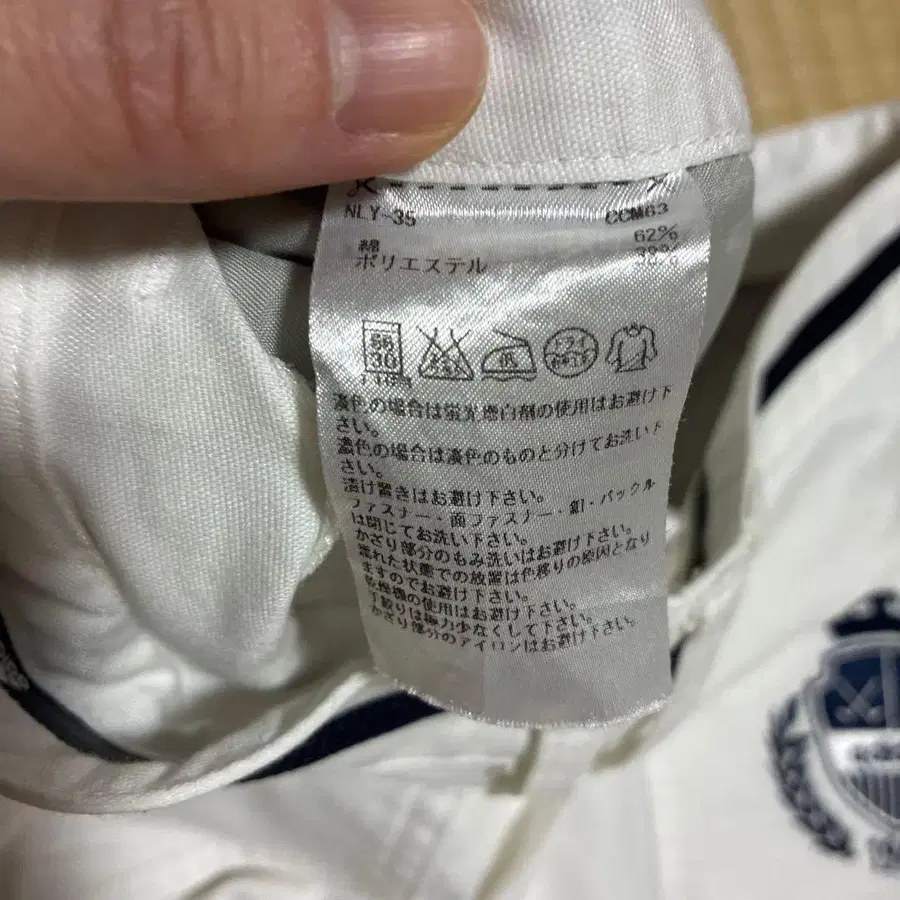 NLY-35 CCM63
綿 62%
ポリエステル 38%
淡色の場合は蛍光増白剤の使用はお避け下
さい。
濃色の場合は淡色のものと分けてお洗い下
さい。
漬け置きはお避け下さい。
ファスナー・面ファスナー・釦・バックル
は閉じてお洗い下さい。
かざり部分のもみ洗いはお避け下さい。
濡れた状態での放置は色移りの原因となり
ますのでお避け下さい。
乾燥機の使用はお避け下さい。
手絞りは極力少なくして下さい。
かざり部分のアイロンはお避け下さい。